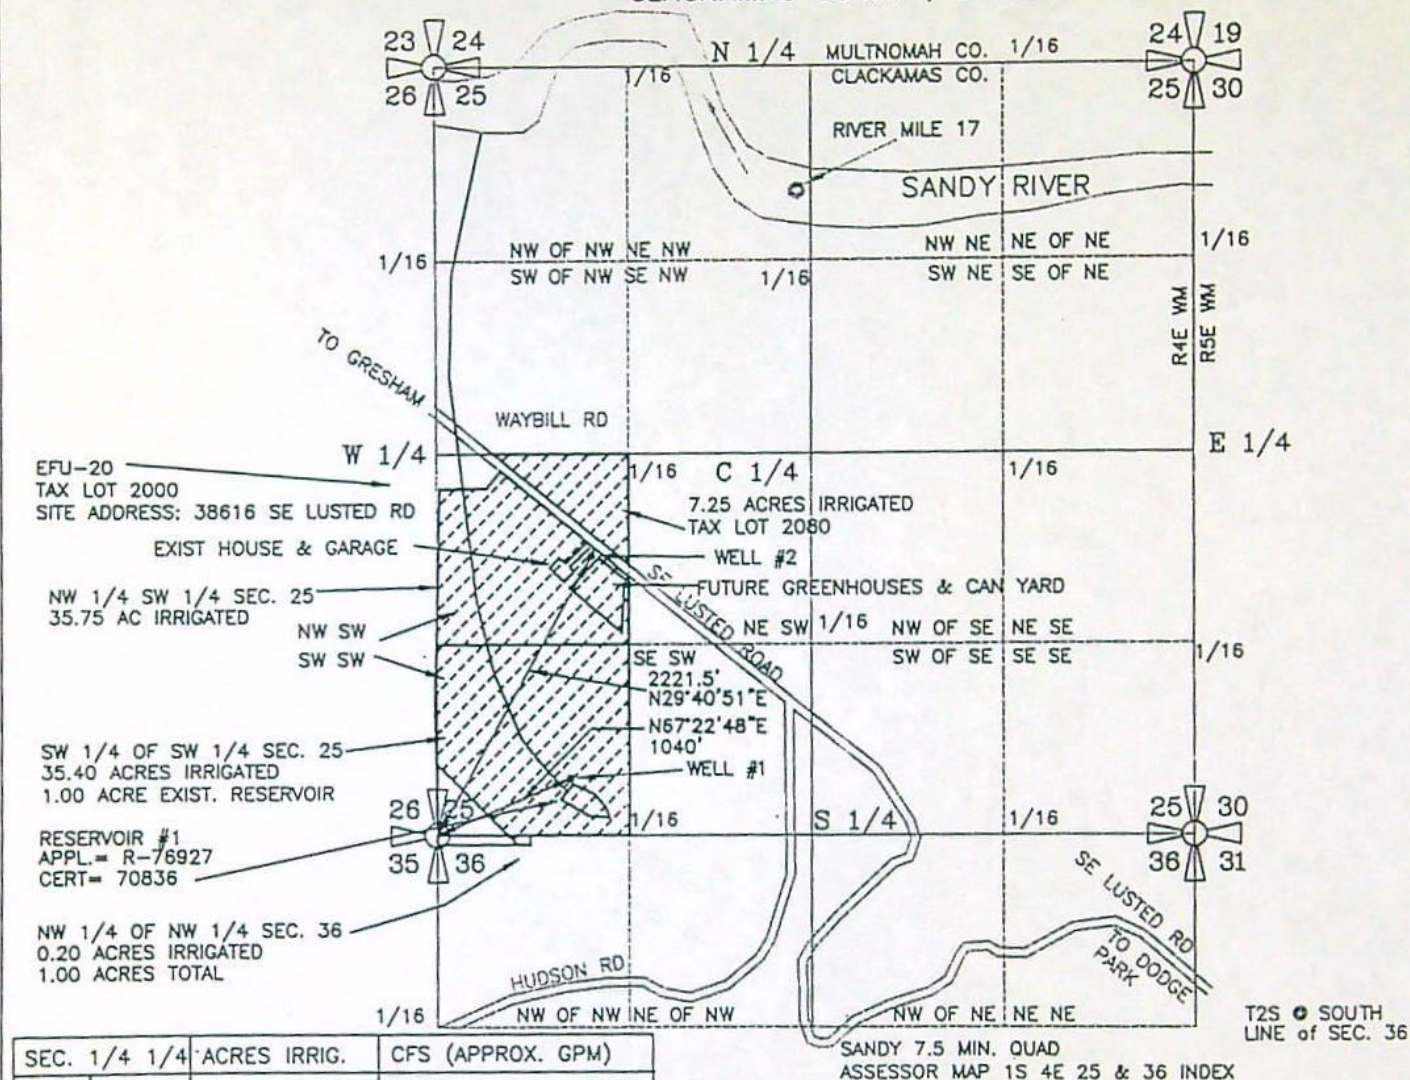 23 24
26 25
N 1/4
MULTNOMAH CO.
CLACKAMAS CO.
1/16
1/16
24 19
25 30
RIVER MILE 17
SANDY RIVER
1/16
NW OF NW NE NW
SW OF NW SE NW
1/16
NW NE NE OF NE
SW NE SE OF NE
1/16
R4E WM
R5E WM
TO GRESHAM
WAYBILL RD
W 1/4
1/16
C 1/4
1/16
E 1/4
EFU-20
TAX LOT 2000
SITE ADDRESS: 38616 SE LUSTED RD
7.25 ACRES IRRIGATED
TAX LOT 2080
EXIST HOUSE & GARAGE
WELL #2
FUTURE GREENHOUSES & CAN YARD
SE LUSTED ROAD
NW 1/4 SW 1/4 SEC. 25
35.75 AC IRRIGATED
NW SW
SW SW
NE SW
1/16
NW OF SE NE SE
SW OF SE SE SE
1/16
SE SW
2221.5'
N29°40'51"E
N67°22'48"E
1040'
WELL #1
SW 1/4 OF SW 1/4 SEC. 25
35.40 ACRES IRRIGATED
1.00 ACRE EXIST. RESERVOIR
26 25
35 36
1/16
S 1/4
1/16
25 30
36 31
RESERVOIR #1
APPL.= R-76927
CERT= 70836
NW 1/4 OF NW 1/4 SEC. 36
0.20 ACRES IRRIGATED
1.00 ACRES TOTAL
SE LUSTED RD
TO DODGE
PARK
HUDSON RD
1/16
NW OF NW NE OF NW
NW OF NE NE NE
T2S @ SOUTH
LINE of SEC. 36
SEC. 1/4 1/4 ACRES IRRIG. CFS (APPROX. GPM)
SANDY 7.5 MIN. QUAD
ASSESSOR MAP 1S 4E 25 & 36 INDEX